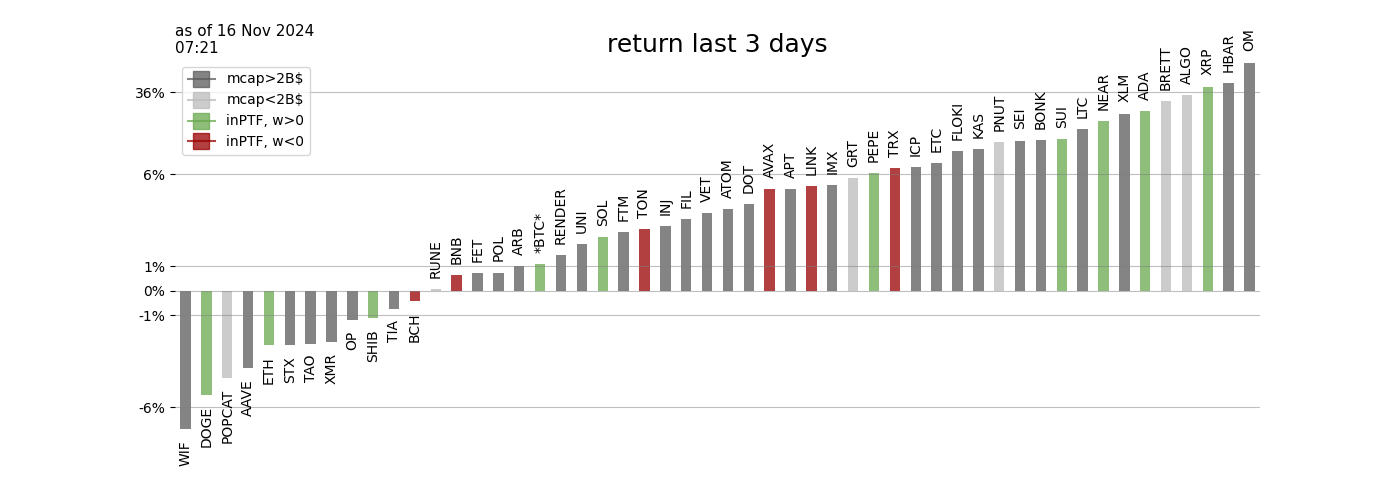 as of 16 Nov 2024
07:21
return last 3 days
mcap>2B$
mcap<2B$
inPTF, w>0
inPTF, w<0
36%
6%
1%
0%
-1%
-6%
WIF
DOGE
POPCAT
AAVE
ETH
STX
TAO
XMR
OP
SHIB
TIA
BCH
RUNE
BNB
FET
POL
ARB
*BTC*
RENDER
UNI
SOL
FTM
TON
INJ
FIL
VET
ATOM
DOT
AVAX
APT
LINK
IMX
GRT
PEPE
TRX
ICP
ETC
FLOKI
KAS
PNUT
SEI
BONK
SUI
LTC
NEAR
XLM
ADA
BRETT
ALGO
XRP
HBAR
OM